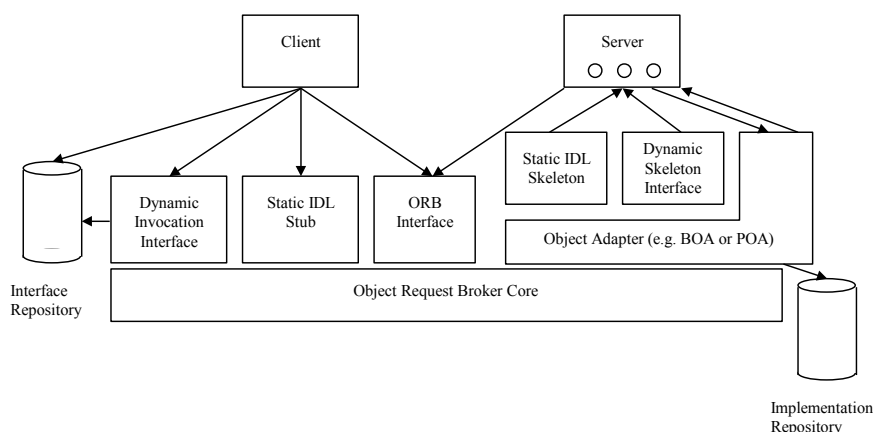 Client
Server
Static IDL
Skeleton
Dynamic
Skeleton
Interface
Dynamic
Invocation
Interface
Static IDL
Stub
ORB
Interface
Object Adapter (e.g. BOA or POA)
Interface
Repository
Object Request Broker Core
Implementation
Repository